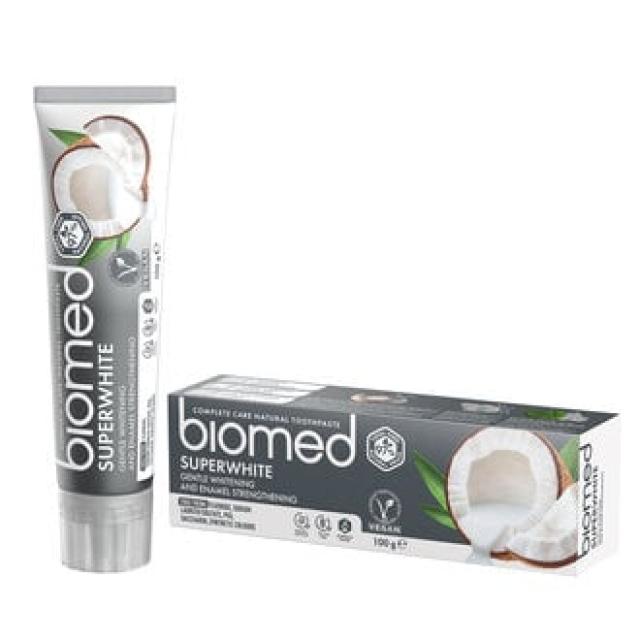 biomed
SUPERWHITE
GENTLE WHITENING
AND ENAMEL STRENGTHENING
100 g e
COMPLETE CARE NATURAL TOOTHPASTE
biomed
SUPERWHITE
GENTLE WHITENING
AND ENAMEL STRENGTHENING
VEGAN
100 g e
biomed
SUPERWHITE